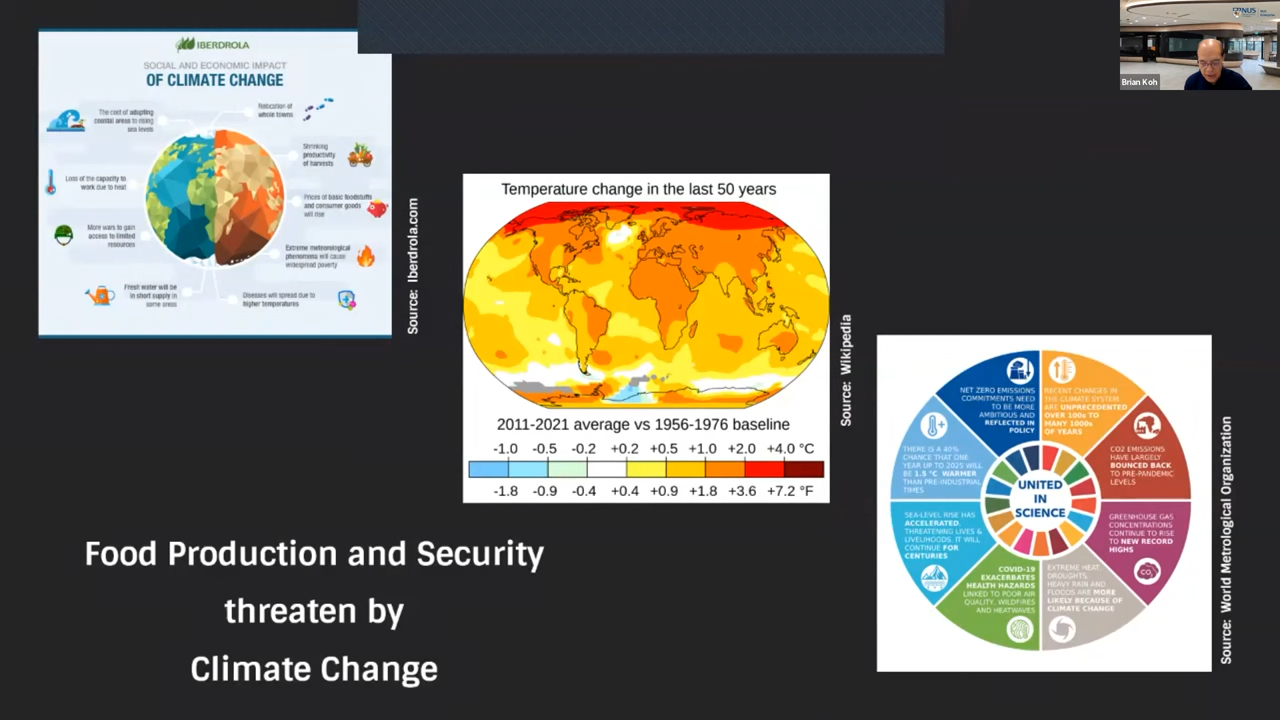 IBERDROLA
SOCIAL AND ECONOMIC IMPACT
OF CLIMATE CHANGE
The cost of adapting
coastal areas to rising
sea levels
Relocation of
whole towns
Shrinking
productivity
of harvests
Loss of the capacity to
work due to heat
Prices of basic foodstuffs
and consumer goods
will rise
More wars to gain
access to limited
resources
Extreme meteorological
phenomena will cause
widespread poverty
Fresh water will be
in short supply in
some areas
Diseases will spread due to
higher temperatures
Source: Iberdrola.com
Temperature change in the last 50 years
2011-2021 average vs 1956-1976 baseline
-1.0 -0.5 -0.2 +0.2 +0.5 +1.0 +2.0 +4.0 °C
-1.8 -0.9 -0.4 +0.4 +0.9 +1.8 +3.6 +7.2 °F
Source: Wikipedia
NUS
Brian Koh
NET ZERO EMISSIONS
COMMITMENTS NEED
TO BE MORE
AMBITIOUS AND
REFLECTED IN
POLICY
RECENT CHANGES IN
THE CLIMATE SYSTEM
ARE UNPRECEDENTED
OVER 100s TO
MANY 1000s
OF YEARS
CO2 EMISSIONS
HAVE LARGELY
BOUNCED BACK
TO PRE-PANDEMIC
LEVELS
GREENHOUSE GAS
CONCENTRATIONS
CONTINUE TO RISE
TO NEW RECORD
HIGHS
CO2
EXTREME HEAT,
DROUGHTS,
HEAVY RAIN AND
FLOODS ARE MORE
LIKELY BECAUSE OF
CLIMATE CHANGE
COVID-19
EXACERBATES
HEALTH HAZARDS
LINKED TO POOR AIR
QUALITY, WILDFIRES
AND HEATWAVES
SEA-LEVEL RISE HAS
ACCELERATED,
THREATENING LIVES &
LIVELIHOODS. IT WILL
CONTINUE FOR
CENTURIES
THERE IS A 40%
CHANCE THAT ONE
YEAR UP TO 2025 WILL
BE 1.5 °C WARMER
THAN PRE-INDUSTRIAL
TIMES
UNITED
IN
SCIENCE
Source: World Metrological Organization
Food Production and Security
threaten by
Climate Change